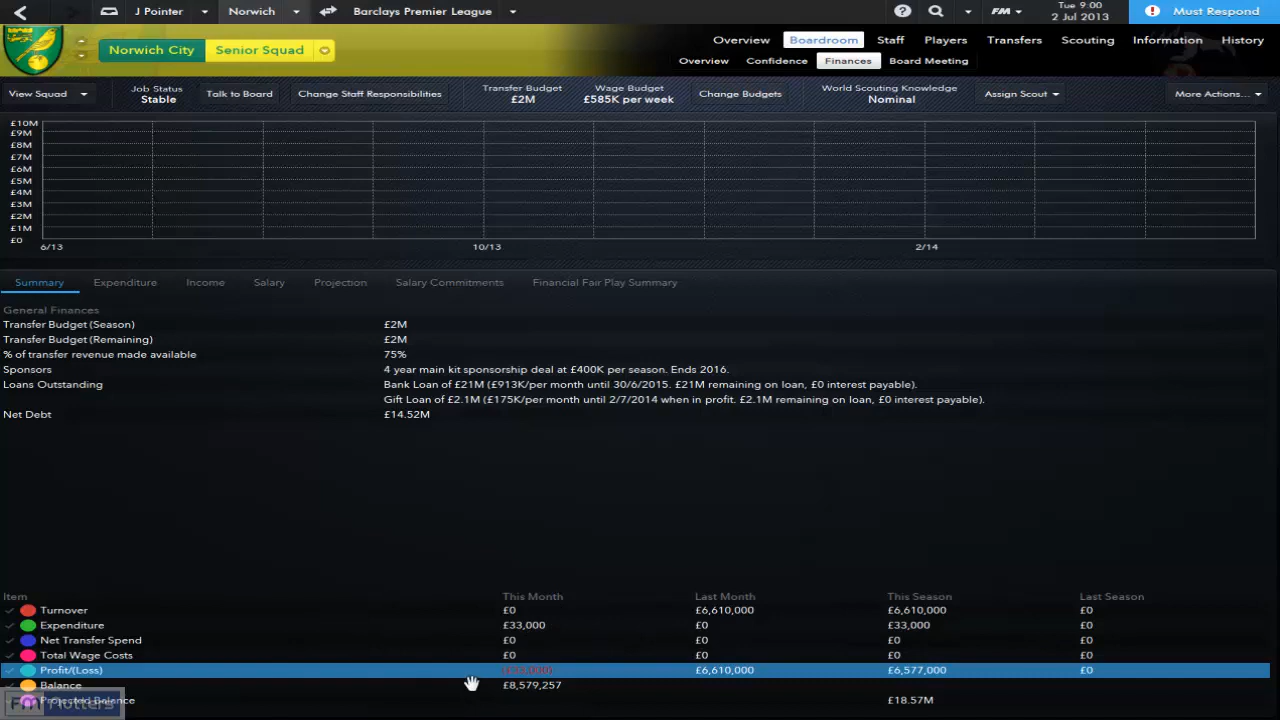 J Pointer Norwich Barclays Premier League FM Tue 9:00 2 Jul 2013 Must Respond
Norwich City Senior Squad
Overview Boardroom Staff Players Transfers Scouting Information History
Overview Confidence Finances Board Meeting
View Squad Job Status Stable Talk to Board Change Staff Responsibilities Transfer Budget £2M Wage Budget £585K per week Change Budgets World Scouting Knowledge Nominal Assign Scout More Actions...
£10M
£9M
£8M
£7M
£6M
£5M
£4M
£3M
£2M
£1M
£0
6/13 10/13 2/14
Summary Expenditure Income Salary Projection Salary Commitments Financial Fair Play Summary
General Finances
Transfer Budget (Season) £2M
Transfer Budget (Remaining) £2M
% of transfer revenue made available 75%
Sponsors 4 year main kit sponsorship deal at £400K per season. Ends 2016.
Loans Outstanding Bank Loan of £21M (£913K/per month until 30/6/2015. £21M remaining on loan, £0 interest payable).
Gift Loan of £2.1M (£175K/per month until 2/7/2014 when in profit. £2.1M remaining on loan, £0 interest payable).
Net Debt £14.52M
Item This Month Last Month This Season Last Season
Turnover £0 £6,610,000 £6,610,000 £0
Expenditure £33,000 £0 £33,000 £0
Net Transfer Spend £0 £0 £0 £0
Total Wage Costs £0 £0 £0 £0
Profit/(Loss) £6,610,000 £6,577,000 £0
Balance £8,579,257
Projected Balance £18.57M